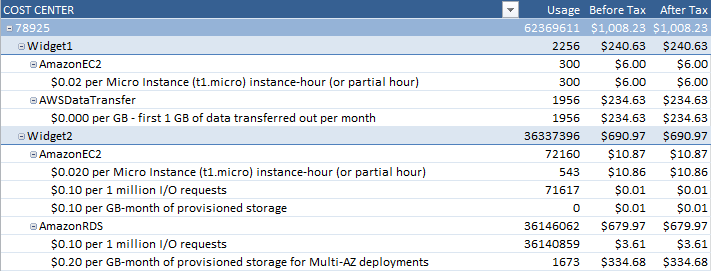 COST CENTER Usage Before Tax After Tax
78925 62369611 $1,008.23 $1,008.23
Widget1 2256 $240.63 $240.63
AmazonEC2 300 $6.00 $6.00
$0.02 per Micro Instance (t1.micro) instance-hour (or partial hour) 300 $6.00 $6.00
AWSDataTransfer 1956 $234.63 $234.63
$0.000 per GB - first 1 GB of data transferred out per month 1956 $234.63 $234.63
Widget2 36337396 $690.97 $690.97
AmazonEC2 72160 $10.87 $10.87
$0.020 per Micro Instance (t1.micro) instance-hour (or partial hour) 543 $10.86 $10.86
$0.10 per 1 million I/O requests 71617 $0.01 $0.01
$0.10 per GB-month of provisioned storage 0 $0.01 $0.01
AmazonRDS 36146062 $679.97 $679.97
$0.10 per 1 million I/O requests 36140859 $3.61 $3.61
$0.20 per GB-month of provisioned storage for Multi-AZ deployments 1673 $334.68 $334.68